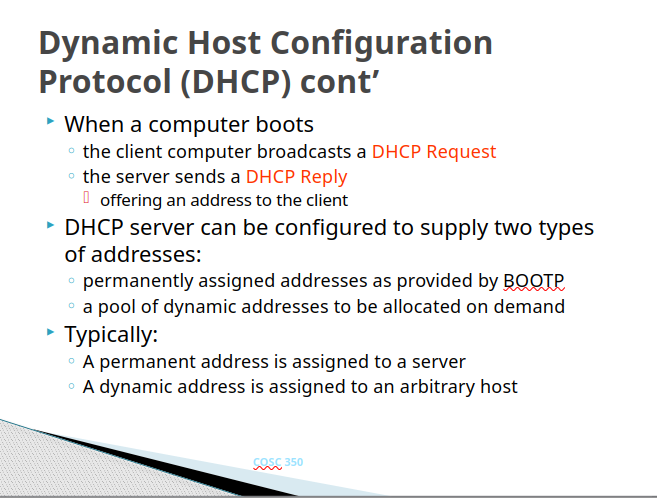 Dynamic Host Configuration
Protocol (DHCP) cont’
When a computer boots
the client computer broadcasts a DHCP Request
the server sends a DHCP Reply
offering an address to the client
DHCP server can be configured to supply two types
of addresses:
permanently assigned addresses as provided by BOOTP
a pool of dynamic addresses to be allocated on demand
Typically:
A permanent address is assigned to a server
A dynamic address is assigned to an arbitrary host
COSC 350